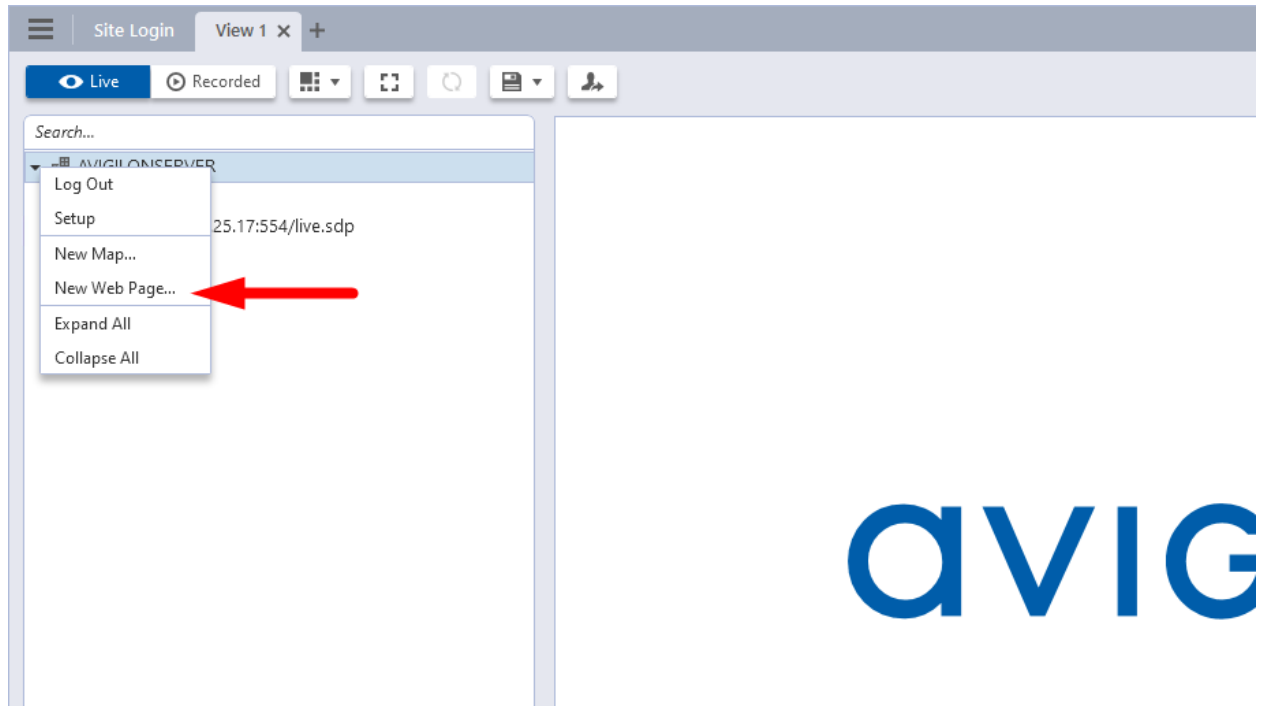 Site Login View 1
Live Recorded
Search...
AVIGILONSERVER
Log Out
Setup
25.17:554/live.sdp
New Map...
New Web Page...
Expand All
Collapse All
avig